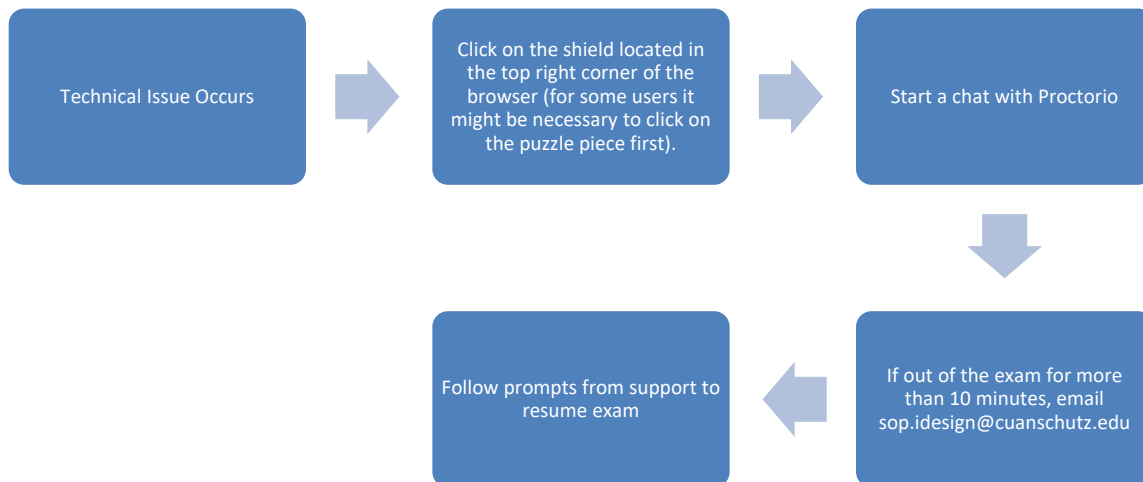 Technical Issue Occurs
Click on the shield located in
the top right corner of the
browser (for some users it
might be necessary to click on
the puzzle piece first).
Start a chat with Proctorio
If out of the exam for more
than 10 minutes, email
sop.idesign@cuanschutz.edu
Follow prompts from support to
resume exam